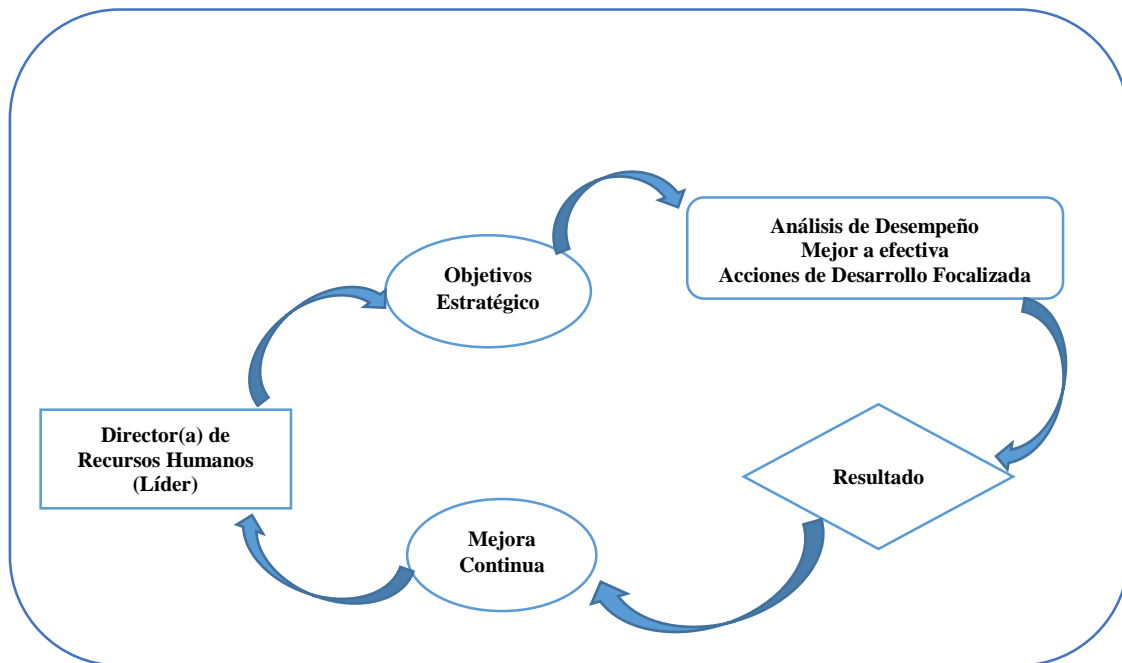 Análisis de Desempeño
Mejor a efectiva
Acciones de Desarrollo Focalizada
Objetivos
Estratégico
Director(a) de
Recursos Humanos
(Líder)
Resultado
Mejora
Continua